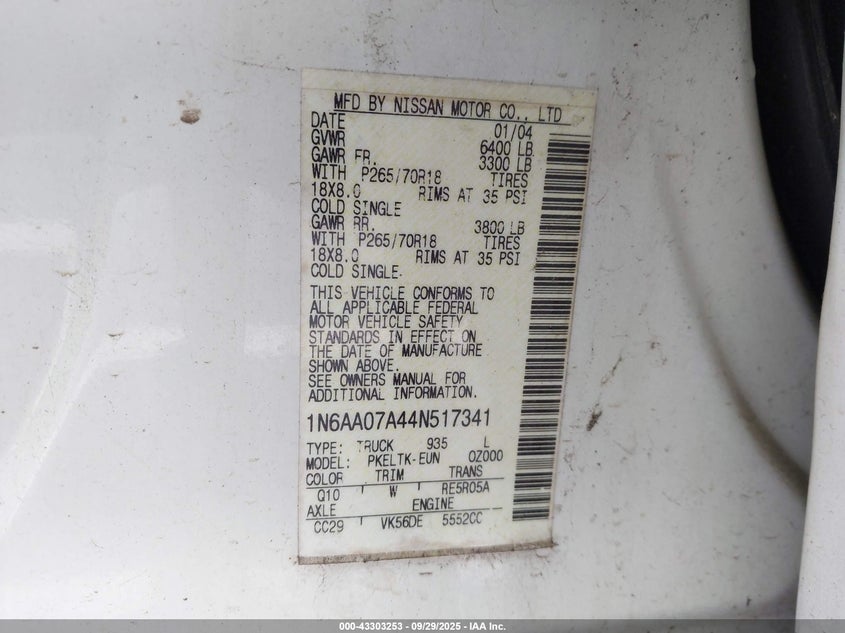 MFD BY NISSAN MOTOR CO., LTD
DATE 01/04
GVWR 6400 LB
GAWR FR. 3300 LB
WITH P265/70R18 TIRES
18X8.0 RIMS AT 35 PSI
COLD SINGLE
GAWR RR. 3800 LB
WITH P265/70R18 TIRES
18X8.0 RIMS AT 35 PSI
COLD SINGLE
THIS VEHICLE CONFORMS TO
ALL APPLICABLE FEDERAL
MOTOR VEHICLE SAFETY
STANDARDS IN EFFECT ON
THE DATE OF MANUFACTURE
SHOWN ABOVE.
SEE OWNERS MANUAL FOR
ADDITIONAL INFORMATION.
1N6AA07A44N517341
TYPE: TRUCK 935 L
MODEL: PKELTK-EUN 0Z000
COLOR TRIM TRANS
Q10 W RE5R05A
AXLE ENGINE
CC29 VK56DE 5552CC
000-43303253 - 09/29/2025 - IAA Inc.